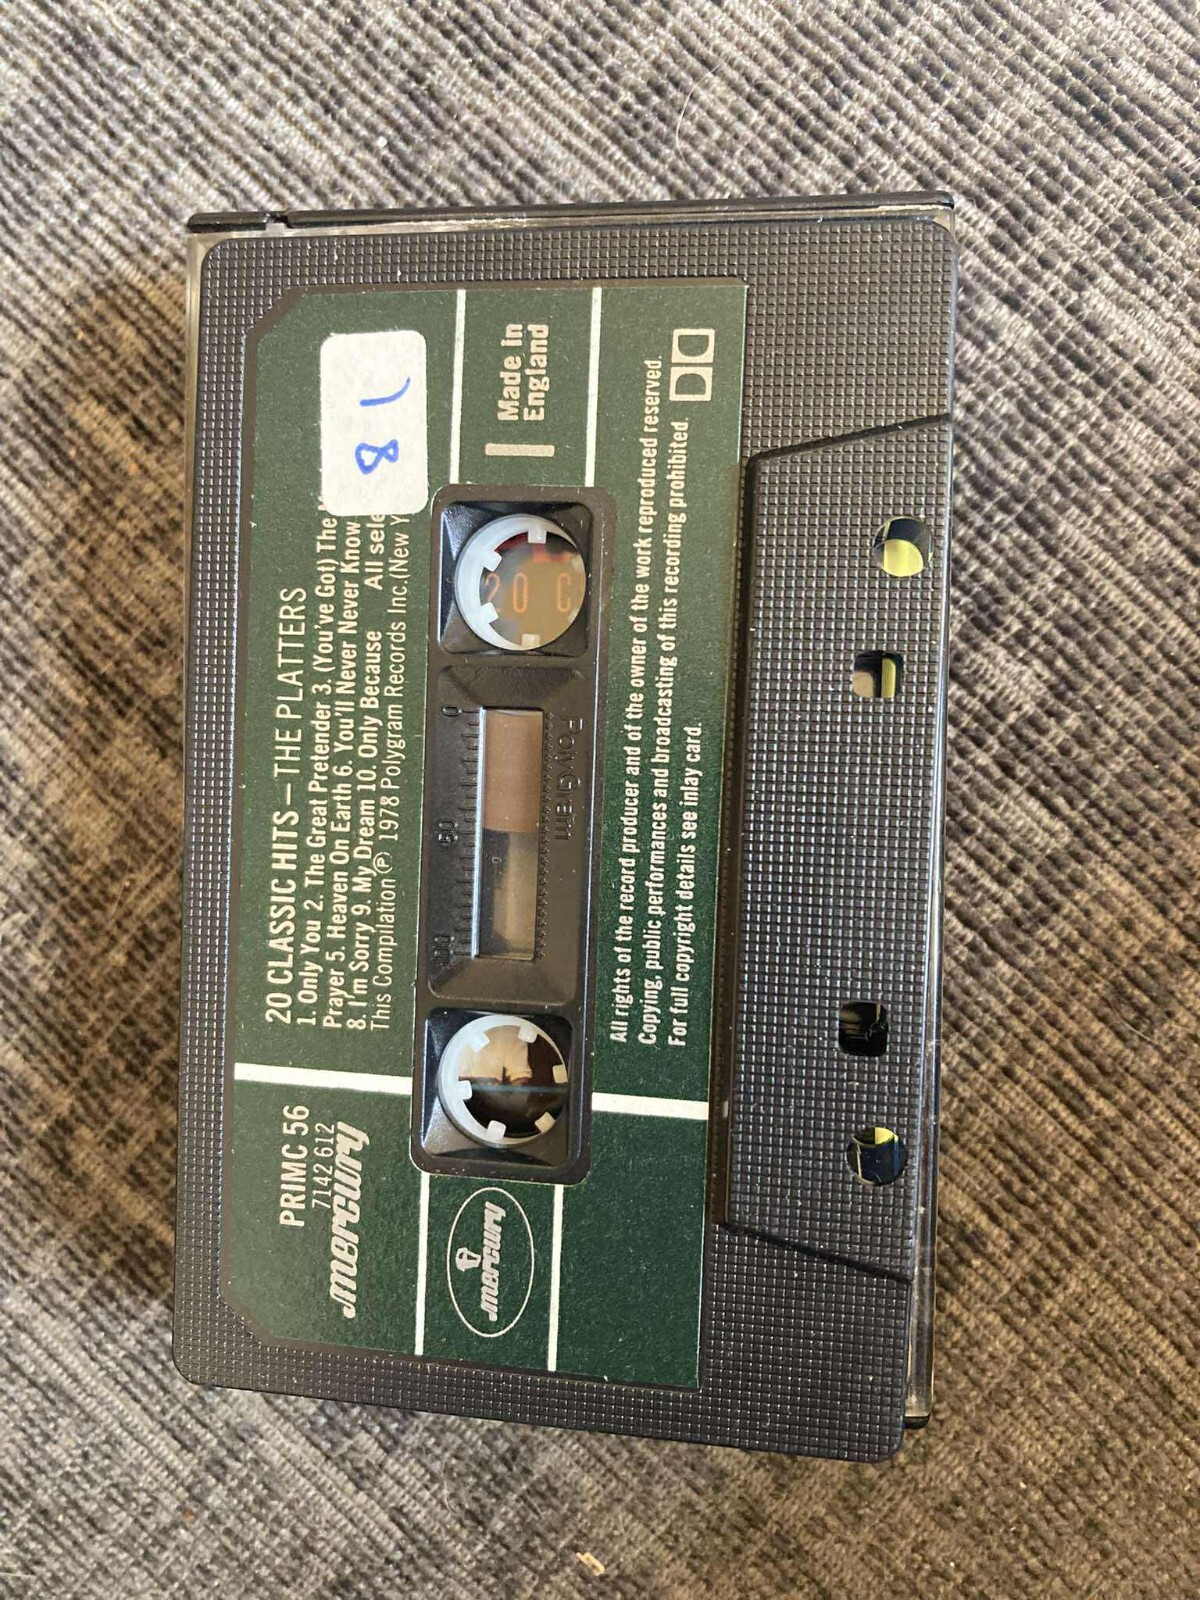 20 CLASSIC HITS – THE PLATTERS
1. Only You 2. The Great Pretender 3. (You've Got) The
Prayer 5. Heaven On Earth 6. You'll Never Never Know
8. I'm Sorry 9. My Dream 10. Only Because All
This Compilation ℗ 1978 Polygram Records Inc. (New
18
PRIMC 56
7142 612
mercury
Made in
England
mercury
20 C
0
50
100
PolyGram
All rights of the record producer and of the owner of the work reproduced reserved.
Copying, public performances and broadcasting of this recording prohibited.
For full copyright details see inlay card.